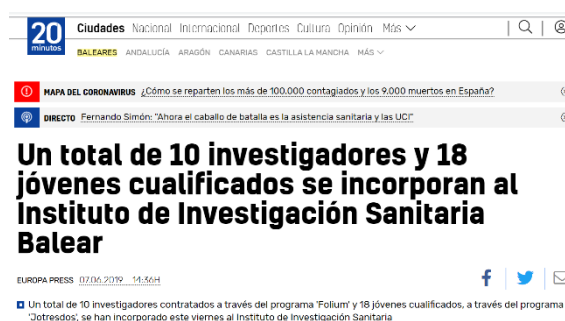 20 minutos
Ciudades Nacional Internacional Deportes Cultura Opinión Más
BALEARES ANDALUCÍA ARAGÓN CANARIAS CASTILLA LA MANCHA MÁS
MAPA DEL CORONAVIRUS ¿Cómo se reparten los más de 100.000 contagiados y los 9.000 muertos en España?
DIRECTO Fernando Simón: "Ahora el caballo de batalla es la asistencia sanitaria y las UCI"
Un total de 10 investigadores y 18
jóvenes cualificados se incorporan al
Instituto de Investigación Sanitaria
Balear
EUROPA PRESS 07.06.2019 - 14:36H
Un total de 10 investigadores contratados a través del programa 'Folium' y 18 jóvenes cualificados, a través del programa
'Jotresdos', se han incorporado este viernes al Instituto de Investigación Sanitaria